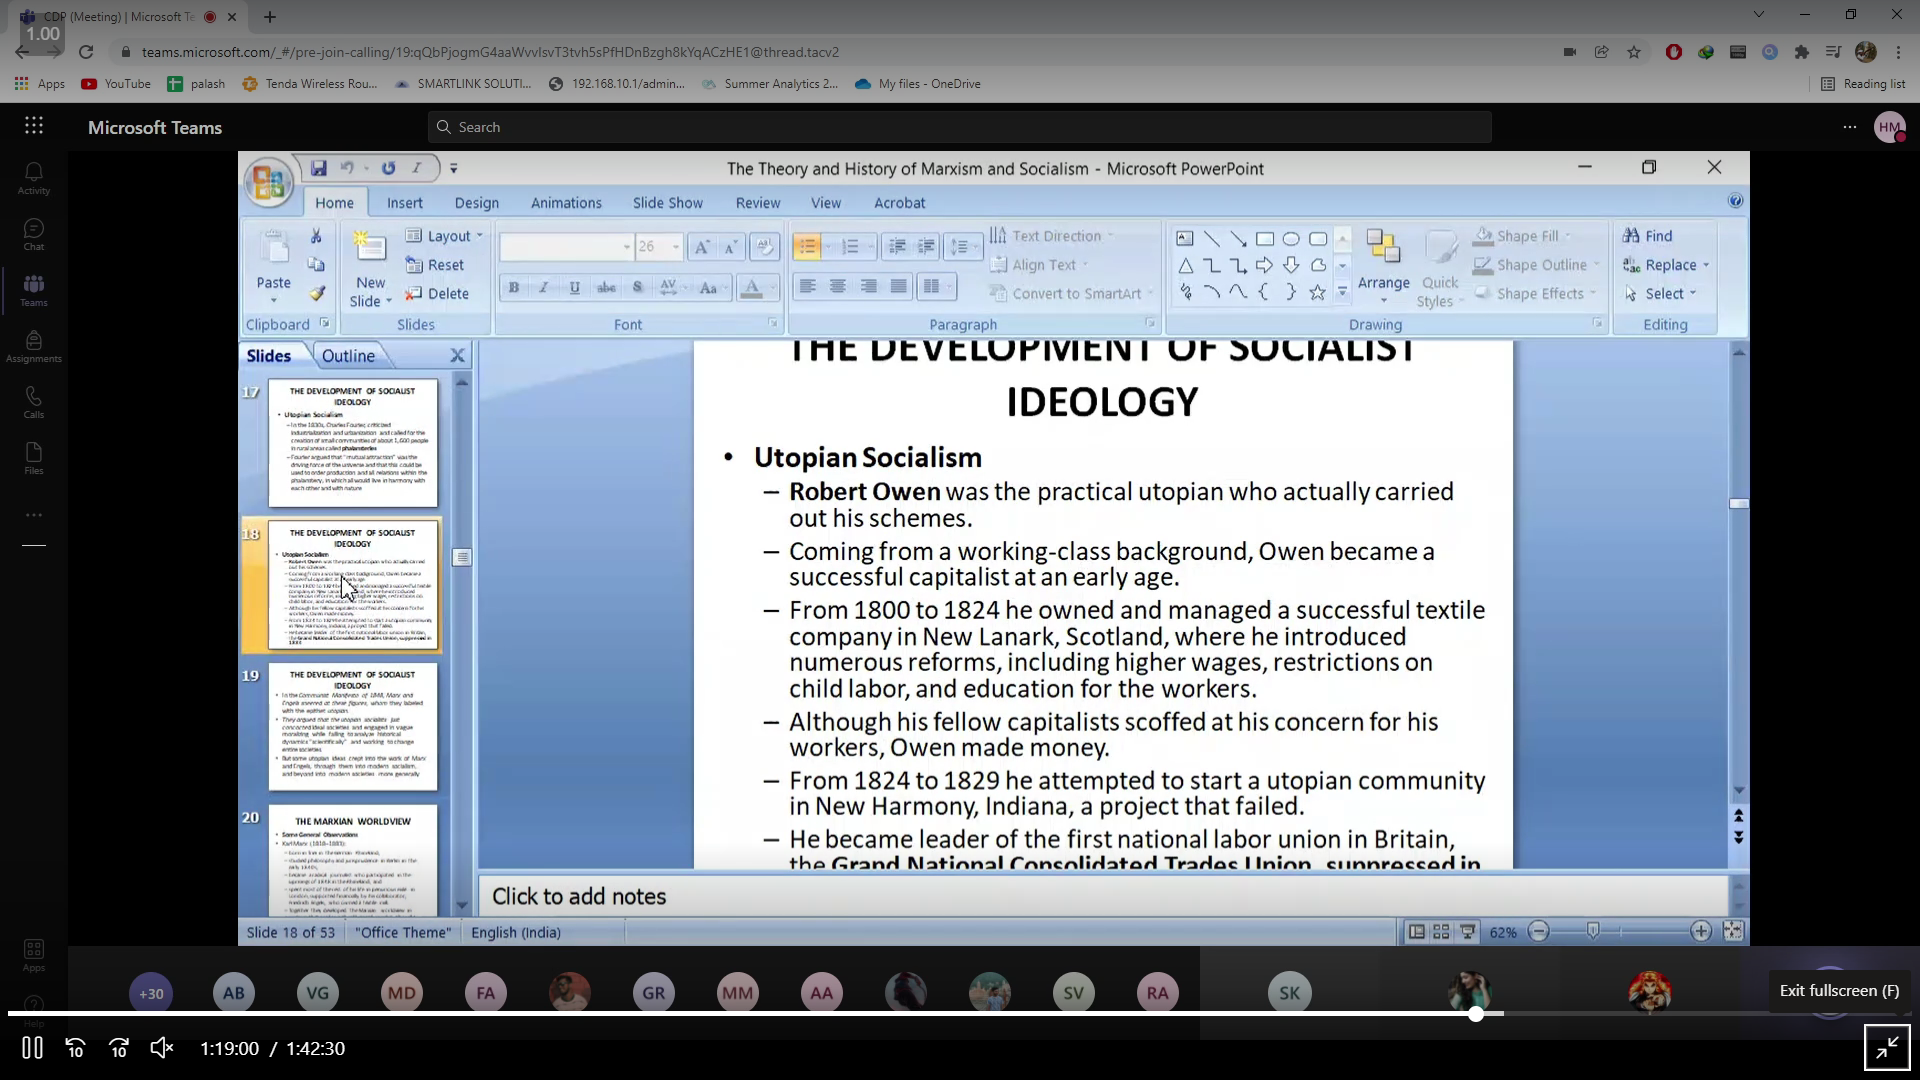 CDP (Meeting) | Microsoft Te
1.00
teams.microsoft.com/_#/pre-join-calling/19:qQbPjogmG4aaWvvIsvT3tvh5sPfHDnBzgh8kYqACzHE1@thread.tacv2
Apps YouTube palash Tenda Wireless Rou... SMARTLINK SOLUTI... 192.168.10.1/admin... Summer Analytics 2... My files - OneDrive Reading list
Microsoft Teams Search HM
Activity
Chat
Teams
Assignments
Calls
Files
Apps
Help
The Theory and History of Marxism and Socialism - Microsoft PowerPoint
Home Insert Design Animations Slide Show Review View Acrobat
Paste New Slide Layout Reset Delete 26 Text Direction Align Text Convert to SmartArt Arrange Quick Styles Shape Fill Shape Outline Shape Effects Find Replace Select
Clipboard Slides Font Paragraph Drawing Editing
Slides Outline
17
THE DEVELOPMENT OF SOCIALIST
IDEOLOGY
• Utopian Socialism
– In the 1830s, Charles Fourier, criticized
industrialization and urbanization and called for the
creation of small communities of about 1,600 people
in rural areas called phalansteries
– Fourier argued that "mutual attraction" was the
driving force of the universe and that this could be
used to order production and all relations within the
phalanstery, in which all would live in harmony with
each other and with nature
18
THE DEVELOPMENT OF SOCIALIST
IDEOLOGY
19
THE DEVELOPMENT OF SOCIALIST
IDEOLOGY
• In the Communist Manifesto of 1848, Marx and
Engels sneered at these figures, whom they labeled
with the epithet utopian.
• They argued that the utopian socialists just
concocted ideal societies and engaged in vague
moralizing while failing to analyze historical
dynamics "scientifically" and working to change
entire societies
• But some utopian ideas crept into the work of Marx
and Engels, through them into modern socialism,
and beyond into modern societies more generally
20
THE MARXIAN WORLDVIEW
• Some General Observations
• Karl Marx (1818–1883):
THE DEVELOPMENT OF SOCIALIST
IDEOLOGY
• Utopian Socialism
– Robert Owen was the practical utopian who actually carried
out his schemes.
– Coming from a working-class background, Owen became a
successful capitalist at an early age.
– From 1800 to 1824 he owned and managed a successful textile
company in New Lanark, Scotland, where he introduced
numerous reforms, including higher wages, restrictions on
child labor, and education for the workers.
– Although his fellow capitalists scoffed at his concern for his
workers, Owen made money.
– From 1824 to 1829 he attempted to start a utopian community
in New Harmony, Indiana, a project that failed.
– He became leader of the first national labor union in Britain,
the Grand National Consolidated Trades Union, suppressed in
Click to add notes
Slide 18 of 53 "Office Theme" English (India) 62%
+30 AB VG MD FA GR MM AA SV RA SK
Exit fullscreen (F)
10 10 1:19:00 / 1:42:30